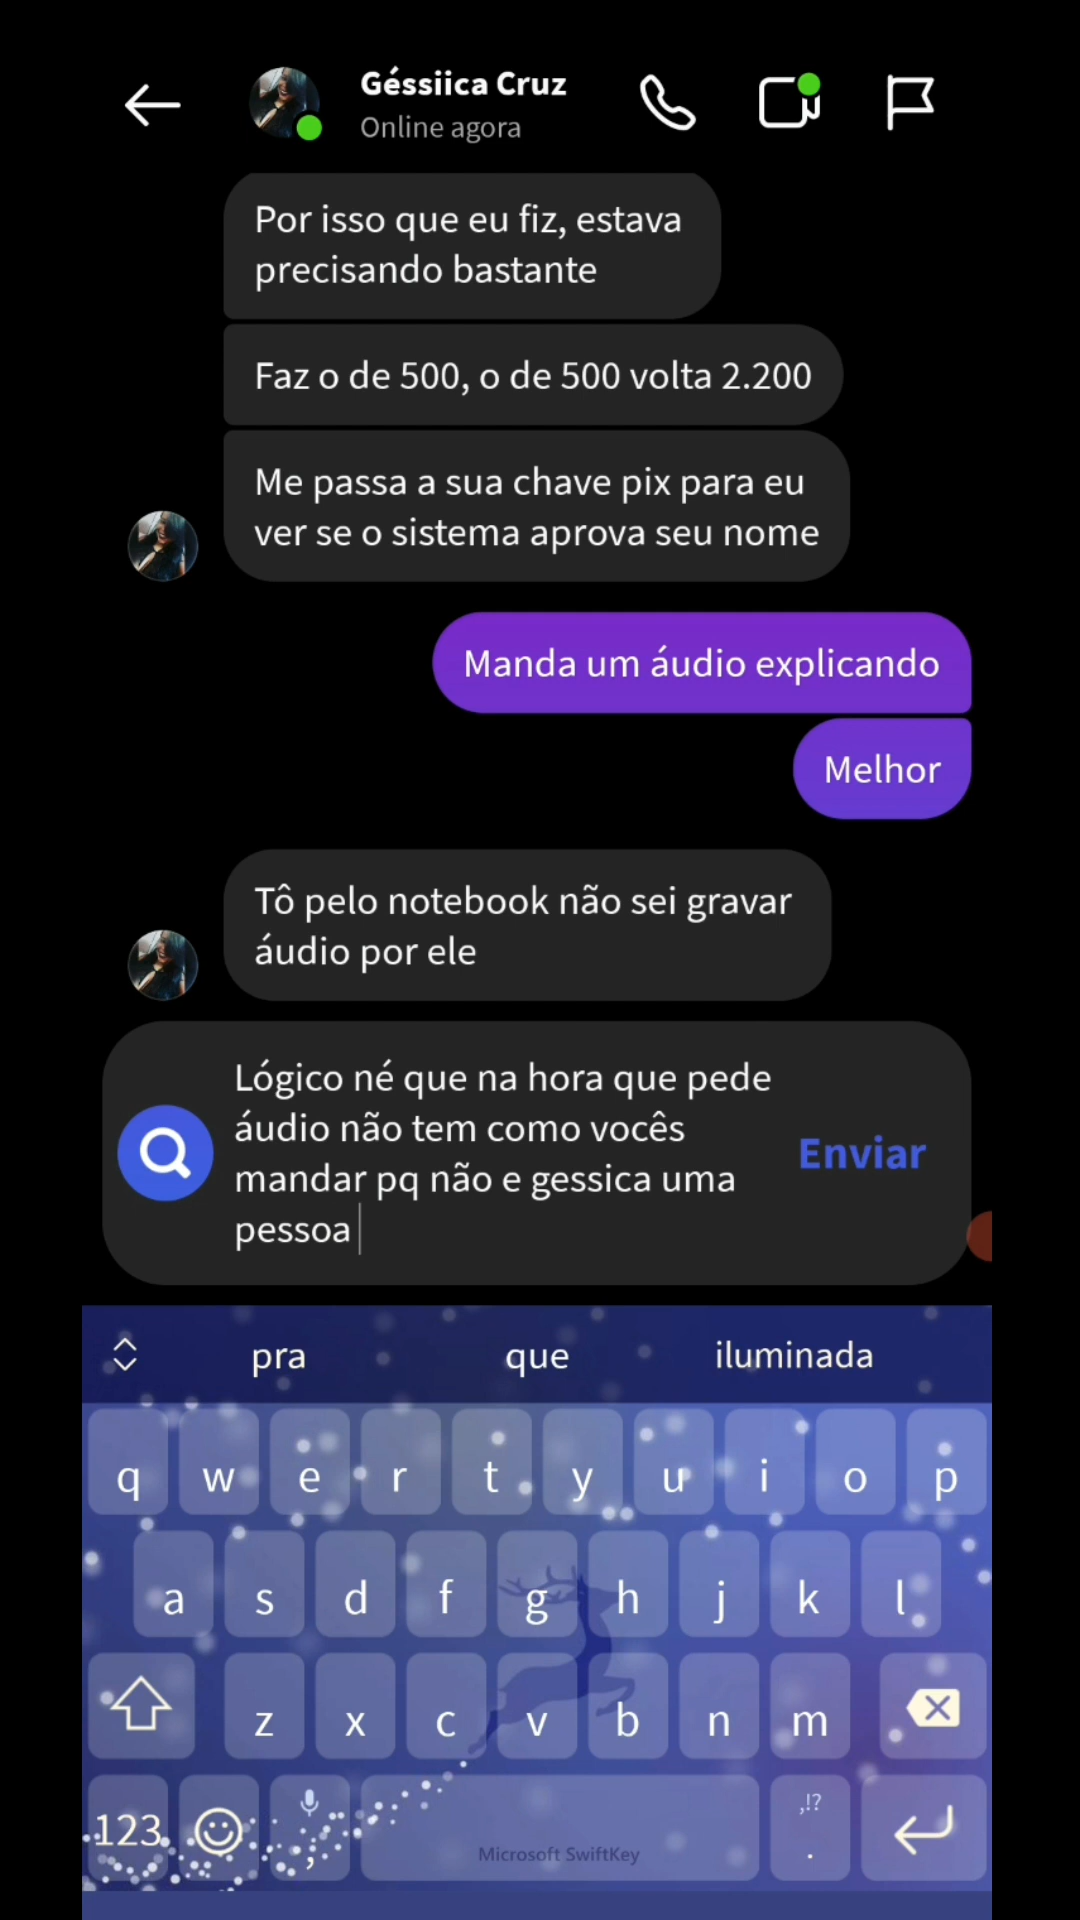 Géssiica Cruz
Online agora
Por isso que eu fiz, estava
precisando bastante
Faz o de 500, o de 500 volta 2.200
Me passa a sua chave pix para eu
ver se o sistema aprova seu nome
Manda um áudio explicando
Melhor
Tô pelo notebook não sei gravar
áudio por ele
Lógico né que na hora que pede
áudio não tem como vocês
mandar pq não e gessica uma
pessoa
Enviar
pra que iluminada
q w e r t y u i o p
a s d f g h j k l
z x c v b n m
123 , Microsoft SwiftKey ,!? .